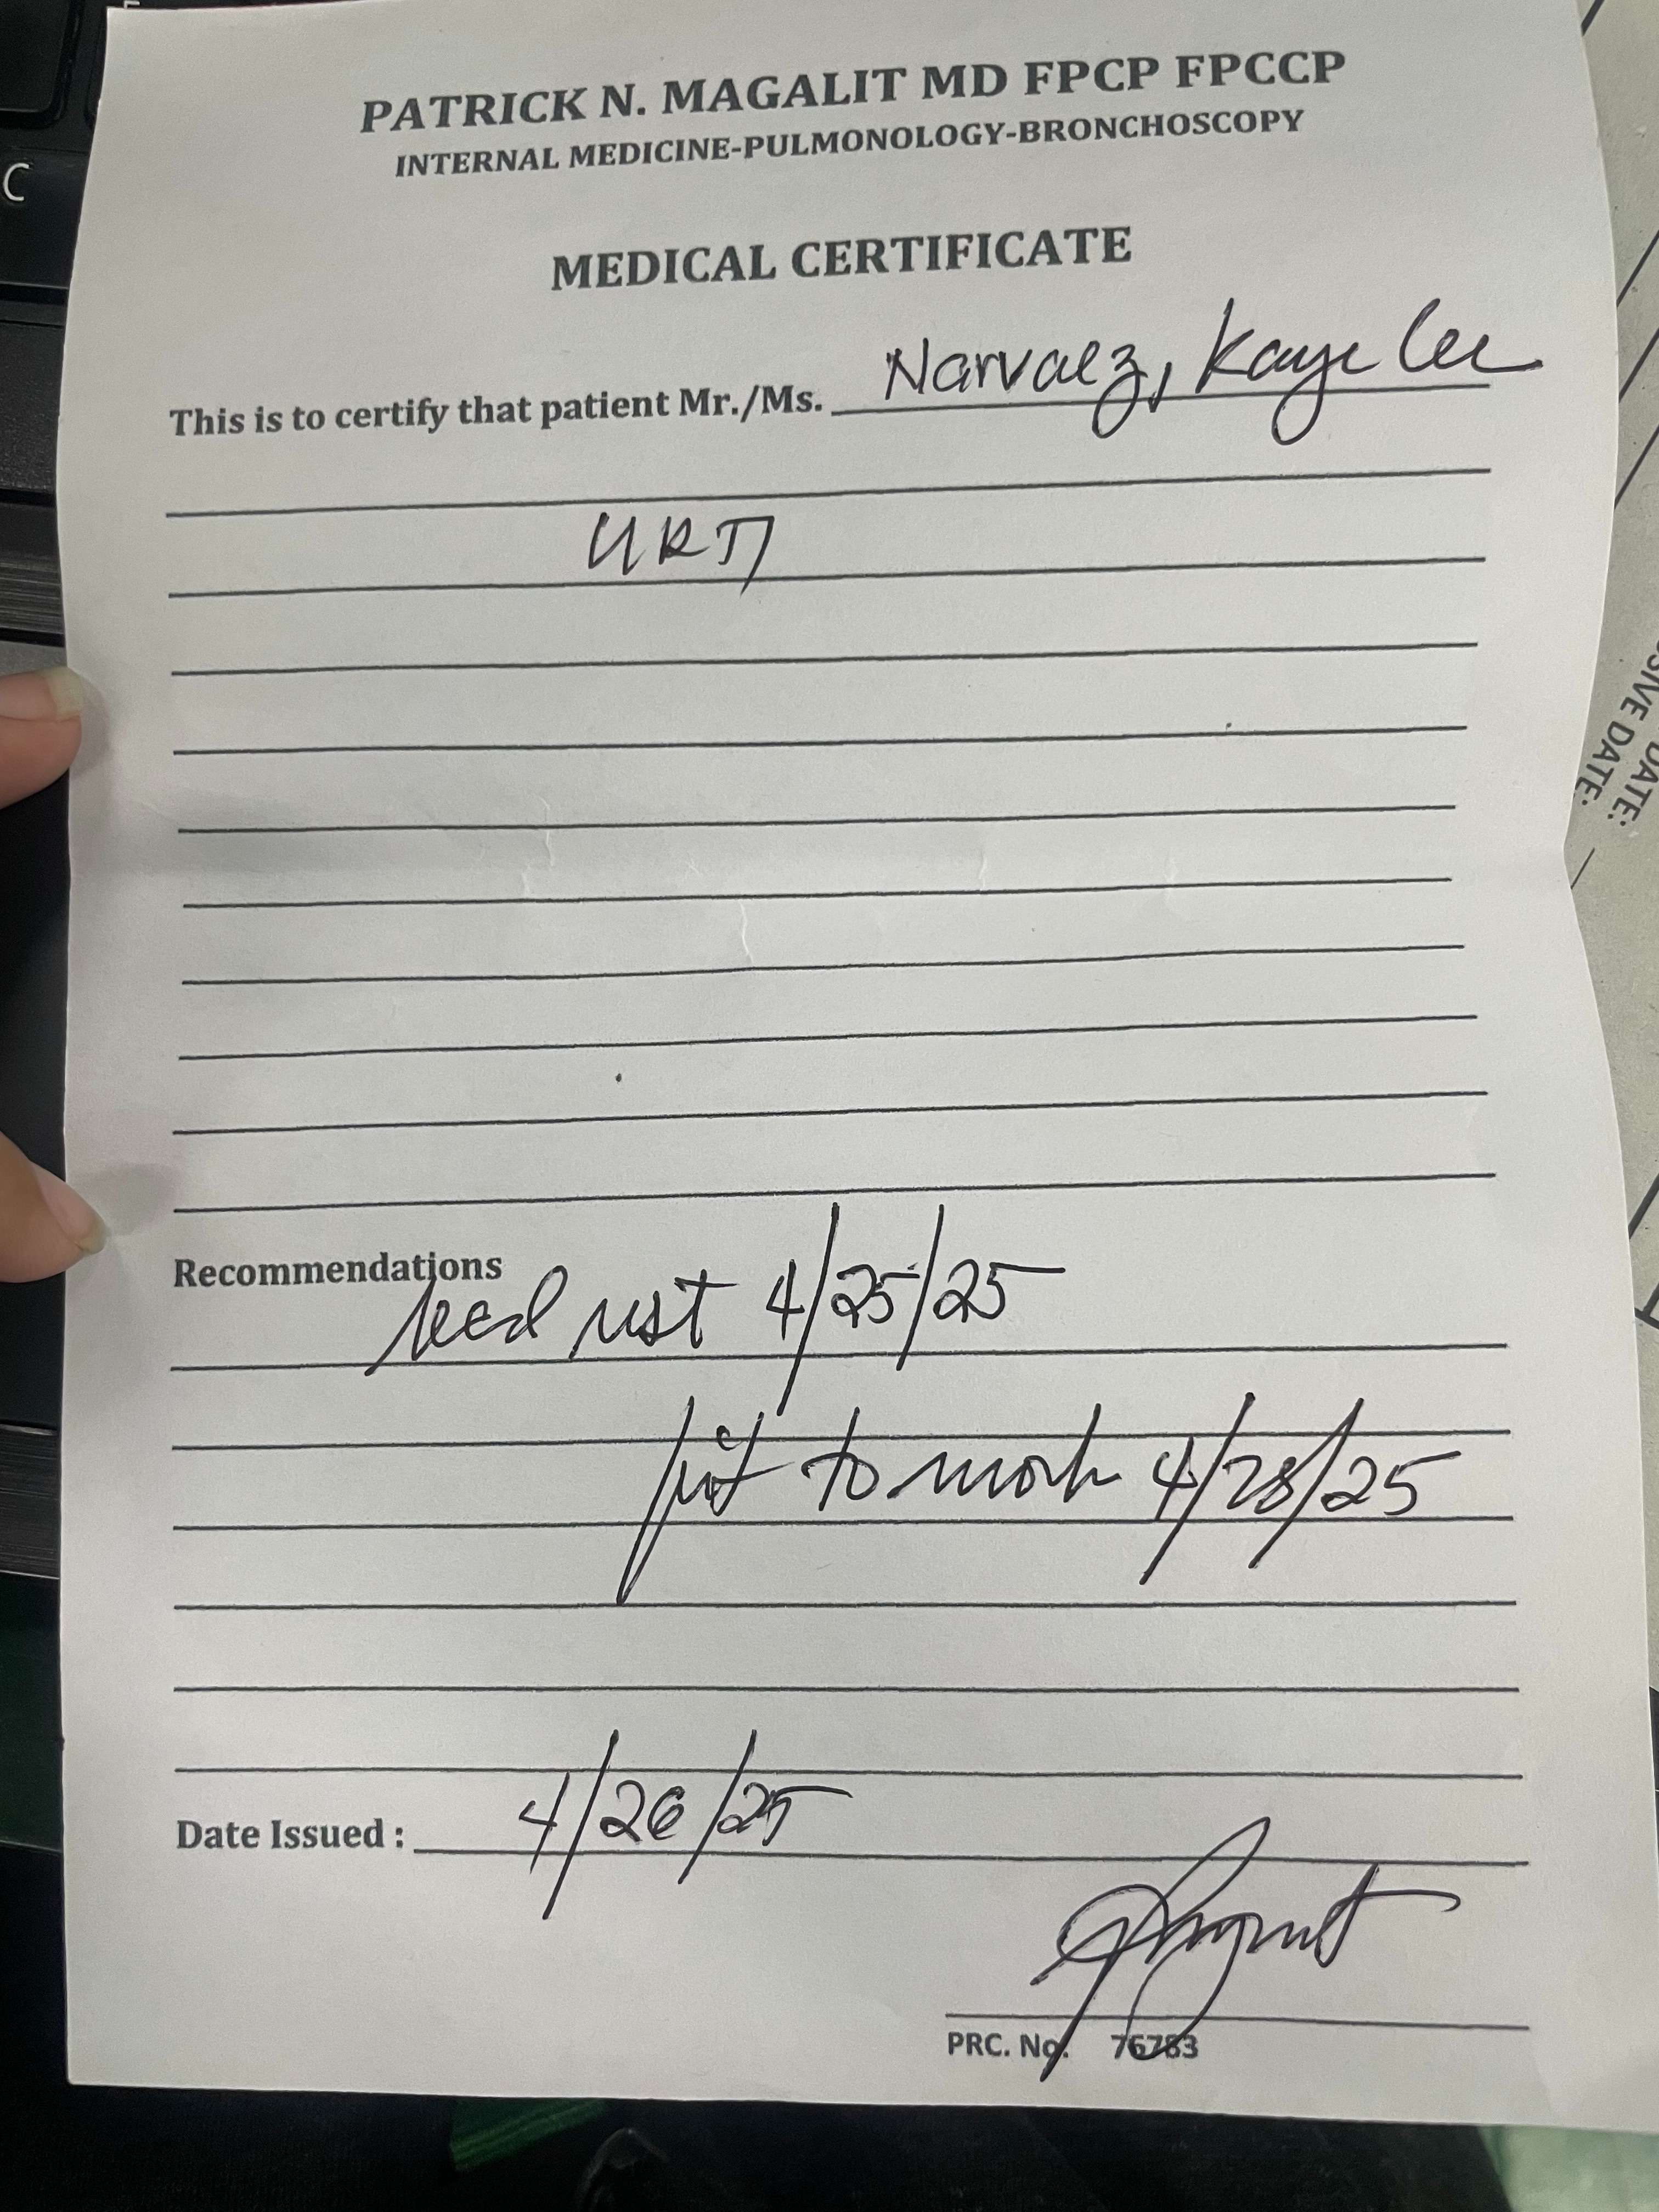 PATRICK N. MAGALIT MD FPCP FPCCP
INTERNAL MEDICINE-PULMONOLOGY-BRONCHOSCOPY
MEDICAL CERTIFICATE
This is to certify that patient Mr./Ms. Narvaez, Kaye Lee
URTI
Recommendations
bed rest 4/25/25
fit to work 4/28/25
Date Issued : 4/26/25
PRC. No. 76783
C
SIVE DATE:
DATE: